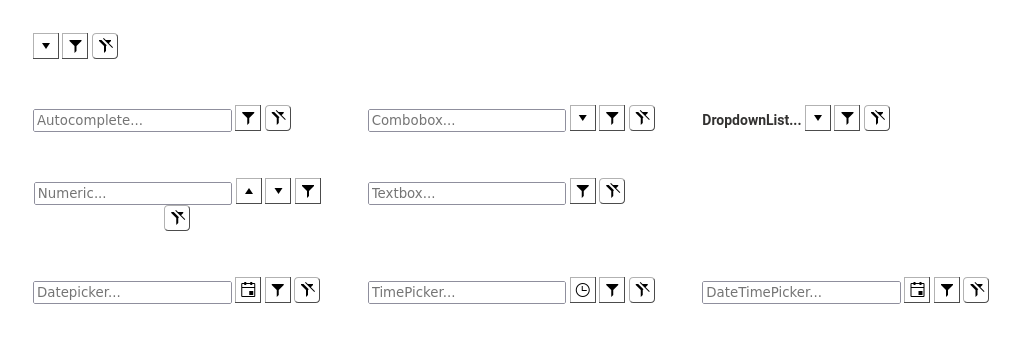 Autocomplete... Combobox... DropdownList...
Numeric... Textbox...
Datepicker... TimePicker... DateTimePicker...